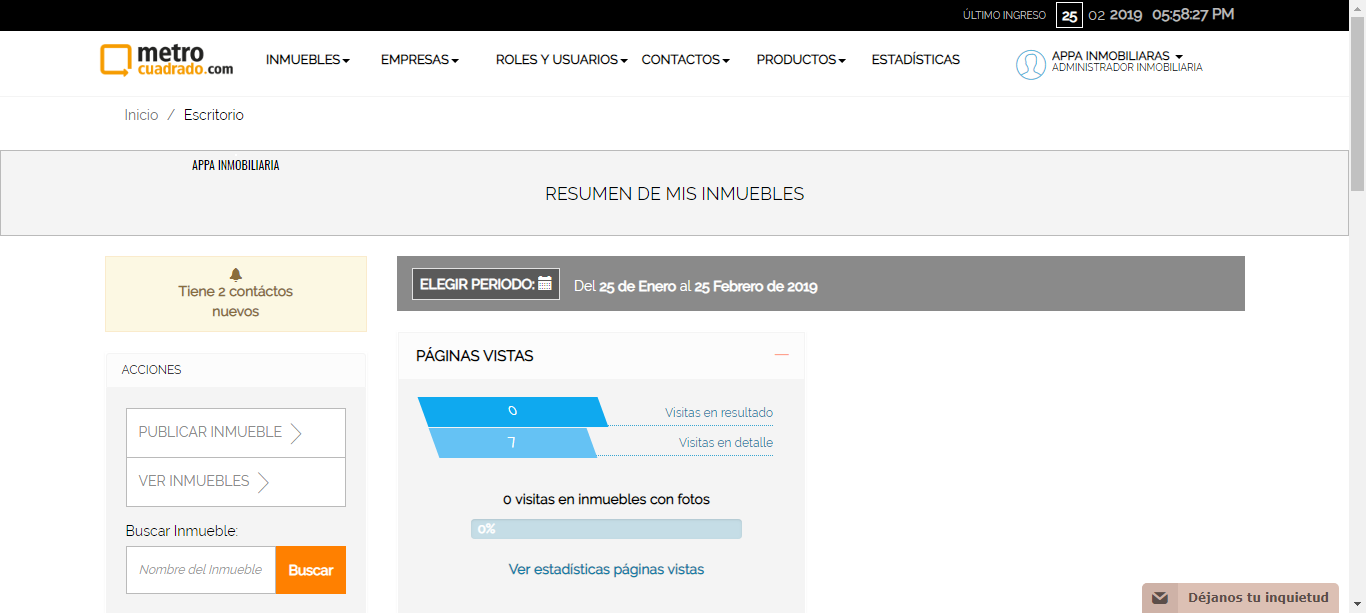 ÚLTIMO INGRESO 25 02 2019 05:58:27 PM
metro
cuadrado.com
INMUEBLES EMPRESAS ROLES Y USUARIOS CONTACTOS PRODUCTOS ESTADÍSTICAS
APPA INMOBILIARAS
ADMINISTRADOR INMOBILIARIA
Inicio / Escritorio
APPA INMOBILIARIA
RESUMEN DE MIS INMUEBLES
Tiene 2 contáctos
nuevos
ELEGIR PERIODO: Del 25 de Enero al 25 Febrero de 2019
ACCIONES
PUBLICAR INMUEBLE
VER INMUEBLES
Buscar Inmueble:
Nombre del Inmueble Buscar
PÁGINAS VISTAS
0 Visitas en resultado
7 Visitas en detalle
0 visitas en inmuebles con fotos
0%
Ver estadísticas páginas vistas
Déjanos tu inquietud